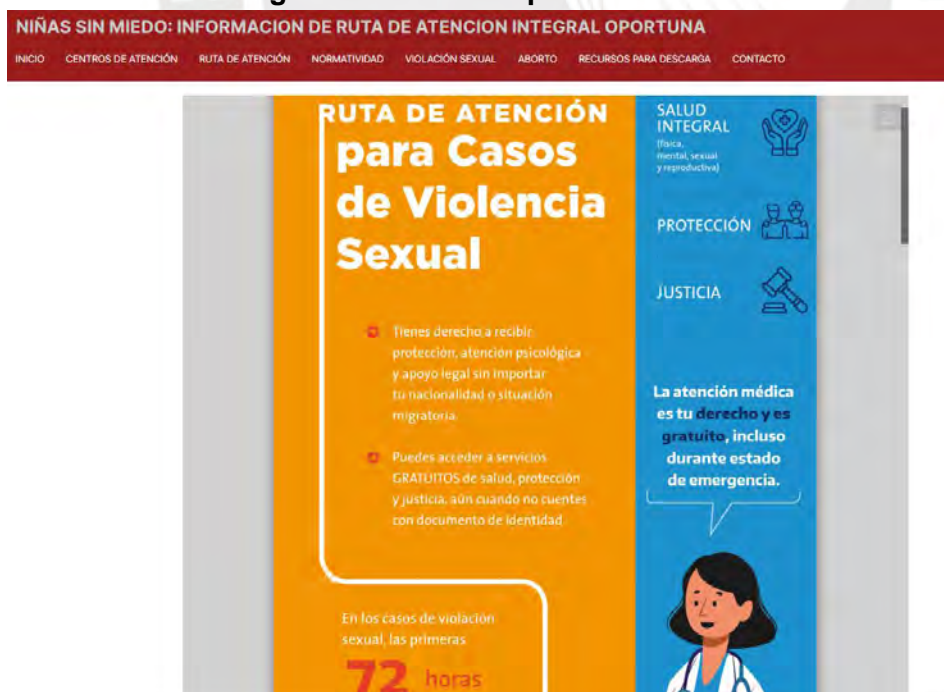 NIÑAS SIN MIEDO: INFORMACION DE RUTA DE ATENCION INTEGRAL OPORTUNA
INICIO CENTROS DE ATENCIÓN RUTA DE ATENCIÓN NORMATIVIDAD VIOLACIÓN SEXUAL ABORTO RECURSOS PARA DESCARGA CONTACTO
RUTA DE ATENCIÓN
para Casos
de Violencia
Sexual
Tienes derecho a recibir
protección, atención psicológica
y apoyo legal sin importar
tu nacionalidad o situación
migratoria.
Puedes acceder a servicios
GRATUITOS de salud, protección
y justicia, aún cuando no cuentes
con documento de identidad
En los casos de violación
sexual, las primeras
72 horas
SALUD
INTEGRAL
(física,
mental, sexual
y reproductiva)
PROTECCIÓN
JUSTICIA
La atención médica
es tu derecho y es
gratuito, incluso
durante estado
de emergencia.